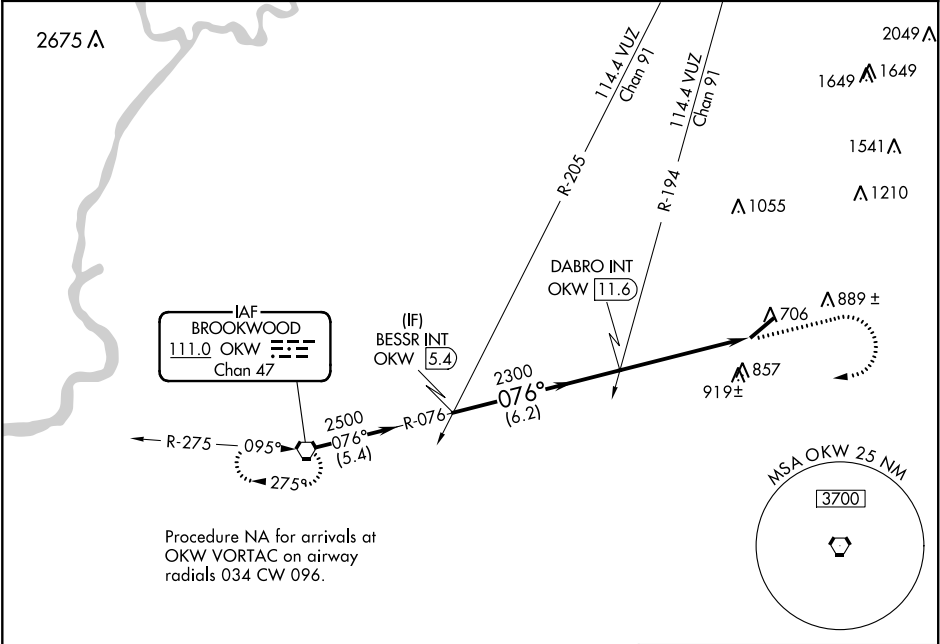 2675
114.4 VUZ
Chan 91
114.4 VUZ
Chan 91
2049
1649
1649
1541
1210
1055
R-205
R-194
DABRO INT
OKW 11.6
IAF
BROOKWOOD
111.0 OKW
Chan 47
(IF)
BESSR INT
OKW 5.4
706
889 ±
857
919±
2300
076°
(6.2)
2500
076°
(5.4)
R-076
R-275
095°
275°
MSA OKW 25 NM
3700
Procedure NA for arrivals at
OKW VORTAC on airway
radials 034 CW 096.